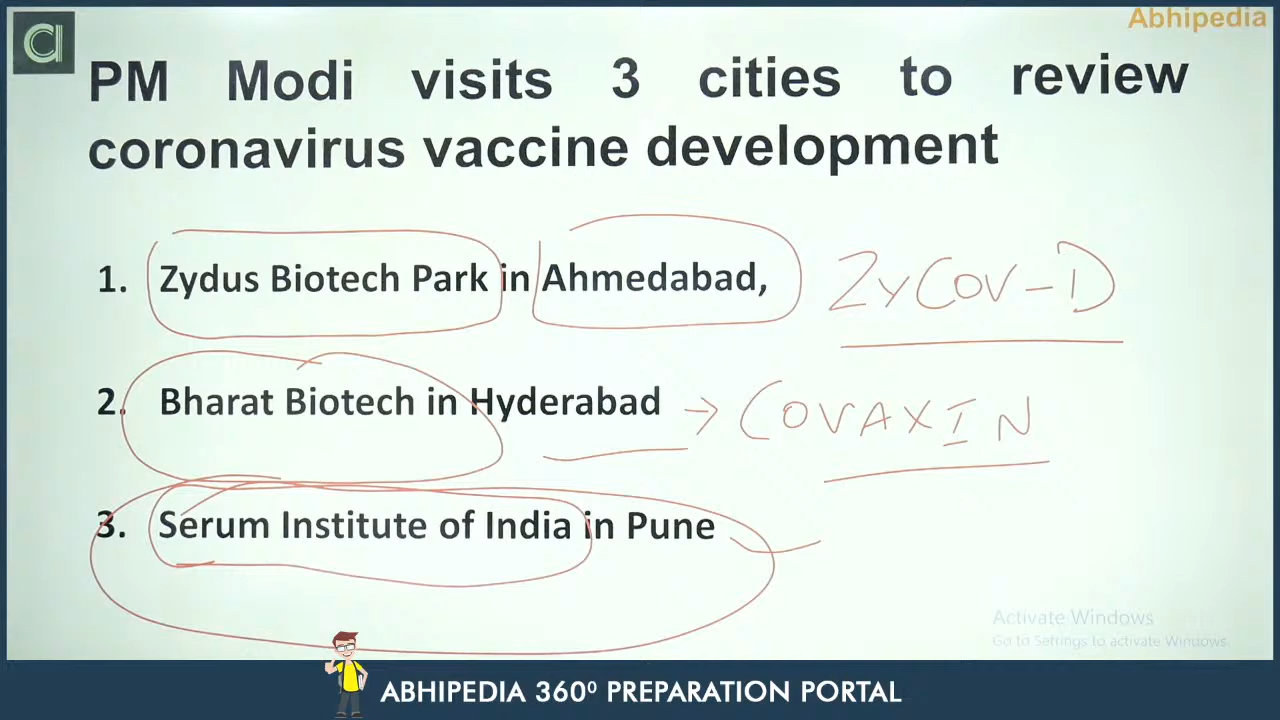 Abhipedia
PM Modi visits 3 cities to review
coronavirus vaccine development
1. Zydus Biotech Park in Ahmedabad, ZyCOV-D
2. Bharat Biotech in Hyderabad → COVAXIN
3. Serum Institute of India in Pune
Activate Windows
Go to Settings to activate Windows.
ABHIPEDIA 360⁰ PREPARATION PORTAL